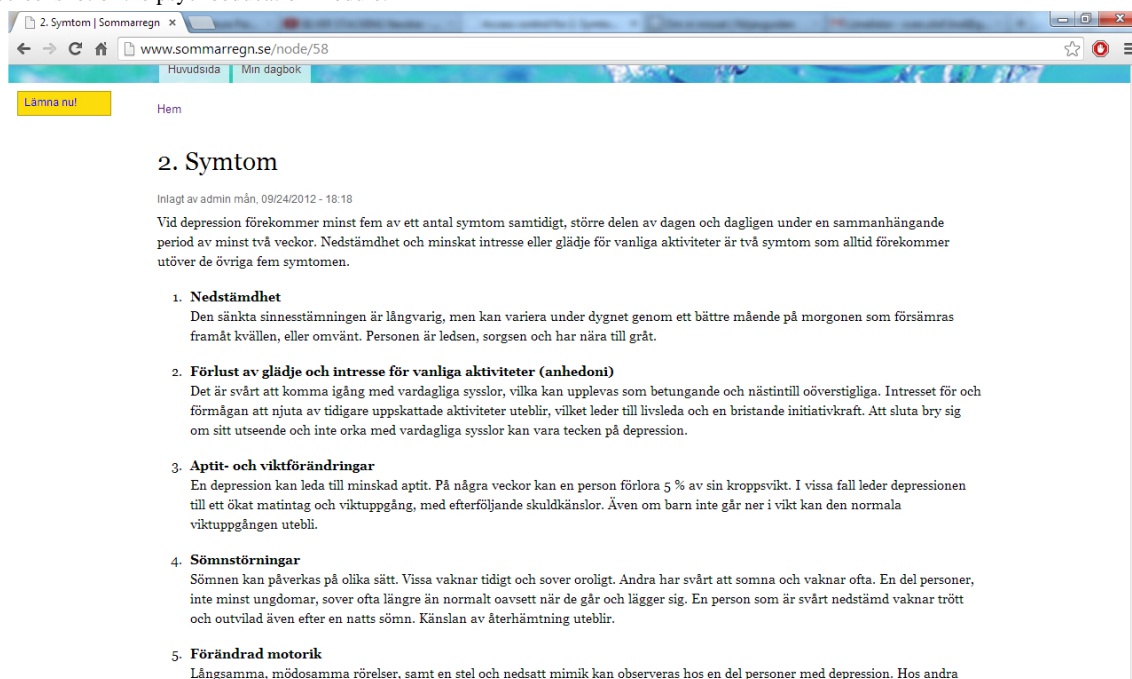 2. Symtom | Sommarregn
www.sommarregn.se/node/58
Huvudsida Min dagbok
Lämna nu!
Hem
2. Symtom
Inlagt av admin mån, 09/24/2012 - 18:18
Vid depression förekommer minst fem av ett antal symtom samtidigt, större delen av dagen och dagligen under en sammanhängande
period av minst två veckor. Nedstämdhet och minskat intresse eller glädje för vanliga aktiviteter är två symtom som alltid förekommer
utöver de övriga fem symtomen.
1. Nedstämdhet
Den sänkta sinnesstämningen är långvarig, men kan variera under dygnet genom ett bättre mående på morgonen som försämras
framåt kvällen, eller omvänt. Personen är ledsen, sorgsen och har nära till gråt.
2. Förlust av glädje och intresse för vanliga aktiviteter (anhedoni)
Det är svårt att komma igång med vardagliga sysslor, vilka kan upplevas som betungande och nästintill oöverstigliga. Intresset för och
förmågan att njuta av tidigare uppskattade aktiviteter uteblir, vilket leder till livsleda och en bristande initiativkraft. Att sluta bry sig
om sitt utseende och inte orka med vardagliga sysslor kan vara tecken på depression.
3. Aptit- och viktförändringar
En depression kan leda till minskad aptit. På några veckor kan en person förlora 5 % av sin kroppsvikt. I vissa fall leder depressionen
till ett ökat matintag och viktuppgång, med efterföljande skuldkänslor. Även om barn inte går ner i vikt kan den normala
viktuppgången utebli.
4. Sömnstörningar
Sömnen kan påverkas på olika sätt. Vissa vaknar tidigt och sover oroligt. Andra har svårt att somna och vaknar ofta. En del personer,
inte minst ungdomar, sover ofta längre än normalt oavsett när de går och lägger sig. En person som är svårt nedstämd vaknar trött
och outvilad även efter en natts sömn. Känslan av återhämtning uteblir.
5. Förändrad motorik
Långsamma, mödosamma rörelser, samt en stel och nedsatt mimik kan observeras hos en del personer med depression. Hos andra